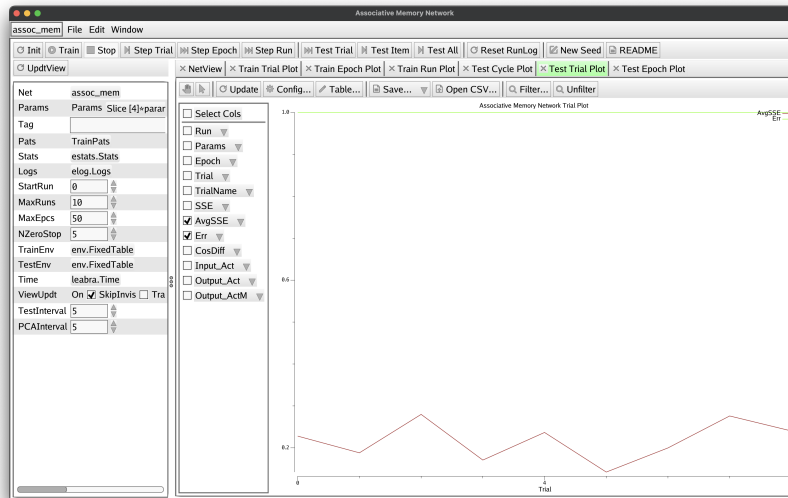 Associative Memory Network
assoc_mem File Edit Window
Init Train Stop Step Trial Step Epoch Step Run Test Trial Test Item Test All Reset RunLog New Seed README
UpdtView
NetView Train Trial Plot Train Epoch Plot Train Run Plot Test Cycle Plot Test Trial Plot Test Epoch Plot
Update Config... Table... Save... Open CSV... Filter... Unfilter
Net assoc_mem
Params Params Slice [4]*parar
Tag
Pats TrainPats
Stats estats.Stats
Logs elog.Logs
StartRun 0
MaxRuns 10
MaxEpcs 50
NZeroStop 5
TrainEnv env.FixedTable
TestEnv env.FixedTable
Time leabra.Time
ViewUpdt On SkipInvis Tra
TestInterval 5
PCAInterval 5
Select Cols
Run
Params
Epoch
Trial
TrialName
SSE
AvgSSE
Err
CosDiff
Input_Act
Output_Act
Output_ActM
Associative Memory Network Trial Plot
AvgSSE
Err
1.0
0.6
0.2
0 4
Trial